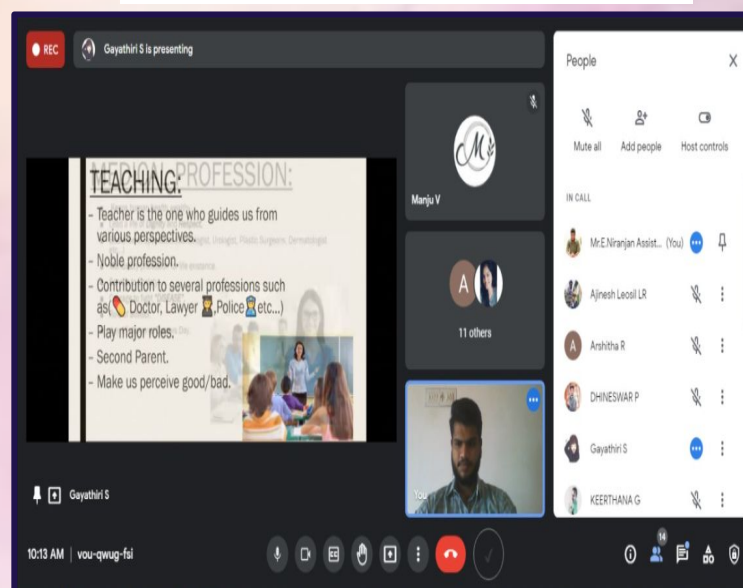 REC
Gayathiri S is presenting
MEDICAL PROFESSION:
TEACHING:
- Teacher is the one who guides us from
various perspectives.
- Noble profession.
- Contribution to several professions such
as(💊 Doctor, Lawyer 👩‍🎓,Police👮etc...)
- Play major roles.
- Second Parent.
- Make us perceive good/bad.
Gayathiri S
Manju V
A
11 others
You
10:13 AM | vou-qwug-fsi
People
Mute all
Add people
Host controls
IN CALL
Mr.E.Niranjan Assist... (You)
Ajinesh Leosil LR
A
Arshitha R
DHINESWAR P
Gayathiri S
KEERTHANA G
14